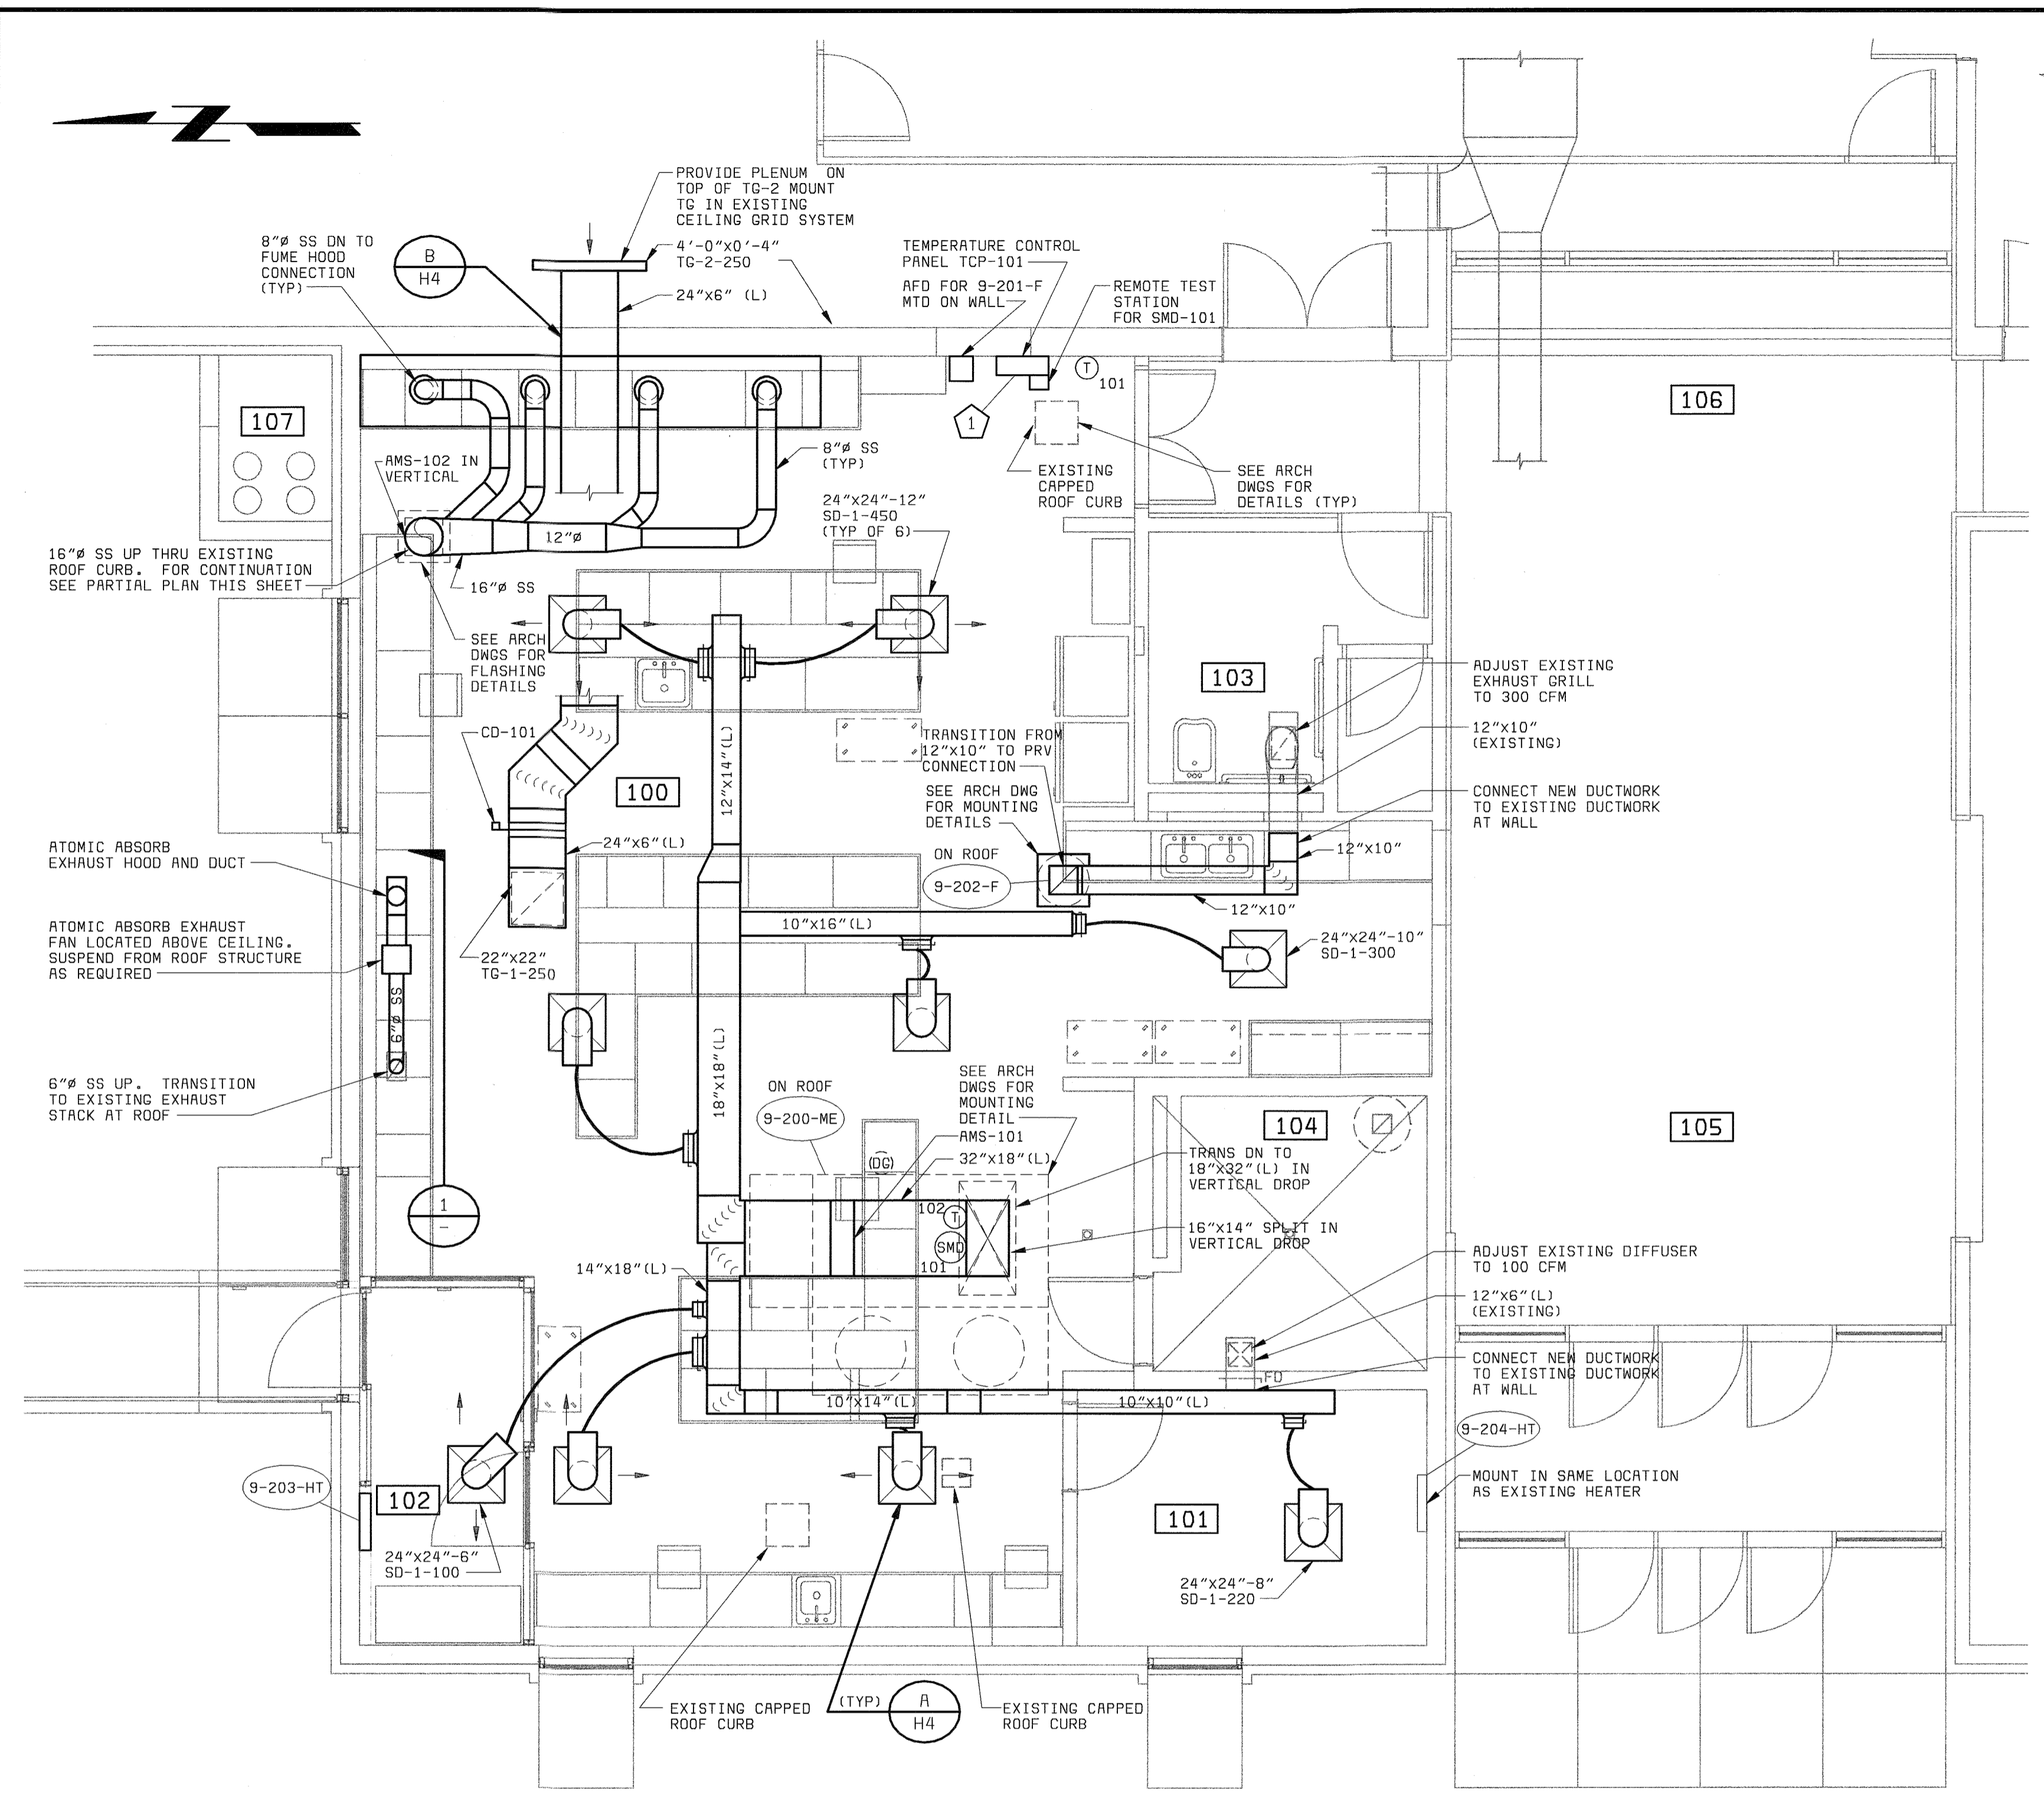 N
PROVIDE PLENUM ON
TOP OF TG-2 MOUNT
TG IN EXISTING
CEILING GRID SYSTEM
4'-0"x0'-4"
TG-2-250
24"x6" (L)
8"ø SS DN TO
FUME HOOD
CONNECTION
(TYP)
B
H4
TEMPERATURE CONTROL
PANEL TCP-101
AFD FOR 9-201-F
MTD ON WALL
REMOTE TEST
STATION
FOR SMD-101
T
101
1
107
106
AMS-102 IN
VERTICAL
8"ø SS
(TYP)
EXISTING
CAPPED
ROOF CURB
SEE ARCH
DWGS FOR
DETAILS (TYP)
24"x24"-12"
SD-1-450
(TYP OF 6)
12"ø
16"ø SS UP THRU EXISTING
ROOF CURB. FOR CONTINUATION
SEE PARTIAL PLAN THIS SHEET
16"ø SS
SEE ARCH
DWGS FOR
FLASHING
DETAILS
103
ADJUST EXISTING
EXHAUST GRILL
TO 300 CFM
12"x10"
(EXISTING)
CD-101
100
12"x14"(L)
TRANSITION FROM
12"x10" TO PRV
CONNECTION
SEE ARCH DWG
FOR MOUNTING
DETAILS
CONNECT NEW DUCTWORK
TO EXISTING DUCTWORK
AT WALL
ATOMIC ABSORB
EXHAUST HOOD AND DUCT
24"x6"(L)
ON ROOF
9-202-F
12"x10"
12"x10"
ATOMIC ABSORB EXHAUST
FAN LOCATED ABOVE CEILING.
SUSPEND FROM ROOF STRUCTURE
AS REQUIRED
22"x22"
TG-1-250
10"x16"(L)
24"x24"-10"
SD-1-300
6"ø SS
18"x18"(L)
6"ø SS UP. TRANSITION
TO EXISTING EXHAUST
STACK AT ROOF
ON ROOF
9-200-ME
SEE ARCH
DWGS FOR
MOUNTING
DETAIL
AMS-101
32"x18"(L)
(DG)
104
105
TRANS DN TO
18"x32"(L) IN
VERTICAL DROP
102
T
SMD
101
16"x14" SPLIT IN
VERTICAL DROP
1
-
14"x18"(L)
ADJUST EXISTING DIFFUSER
TO 100 CFM
12"x6"(L)
(EXISTING)
CONNECT NEW DUCTWORK
TO EXISTING DUCTWORK
AT WALL
FD
10"x14"(L)
10"x10"(L)
9-204-HT
MOUNT IN SAME LOCATION
AS EXISTING HEATER
9-203-HT
102
101
24"x24"-6"
SD-1-100
24"x24"-8"
SD-1-220
EXISTING CAPPED
ROOF CURB
(TYP)
A
H4
EXISTING CAPPED
ROOF CURB